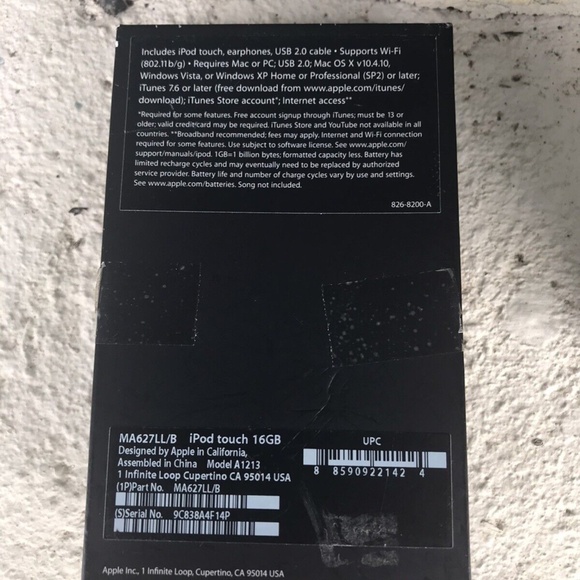 Includes iPod touch, earphones, USB 2.0 cable • Supports Wi-Fi
(802.11b/g) • Requires Mac or PC; USB 2.0; Mac OS X v10.4.10,
Windows Vista, or Windows XP Home or Professional (SP2) or later;
iTunes 7.6 or later (free download from www.apple.com/itunes/
download); iTunes Store account*; Internet access**
*Required for some features. Free account signup through iTunes; must be 13 or
older; valid credit card may be required. iTunes Store and YouTube not available in all
countries. **Broadband recommended; fees may apply. Internet and Wi-Fi connection
required for some features. Use subject to software license. See www.apple.com/
support/manuals/ipod. 1GB=1 billion bytes; formatted capacity less. Battery has
limited recharge cycles and may eventually need to be replaced by authorized
service provider. Battery life and number of charge cycles vary by use and settings.
See www.apple.com/batteries. Song not included.
826-8200-A
MA627LL/B iPod touch 16GB
Designed by Apple in California,
Assembled in China Model A1213
1 Infinite Loop Cupertino CA 95014 USA
(1P)Part No. MA627LL/B
(S)Serial No. 9C838A4F14P
UPC
8 85909 22142 4
Apple Inc., 1 Infinite Loop, Cupertino, CA 95014 USA